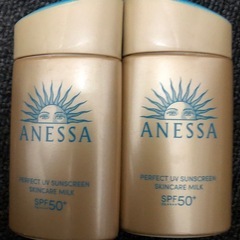 ANESSA
PERFECT UV SUNSCREEN
SKINCARE MILK
SPF50+
ANESSA
PERFECT UV SUNSCREEN
SKINCARE MILK
SPF50+